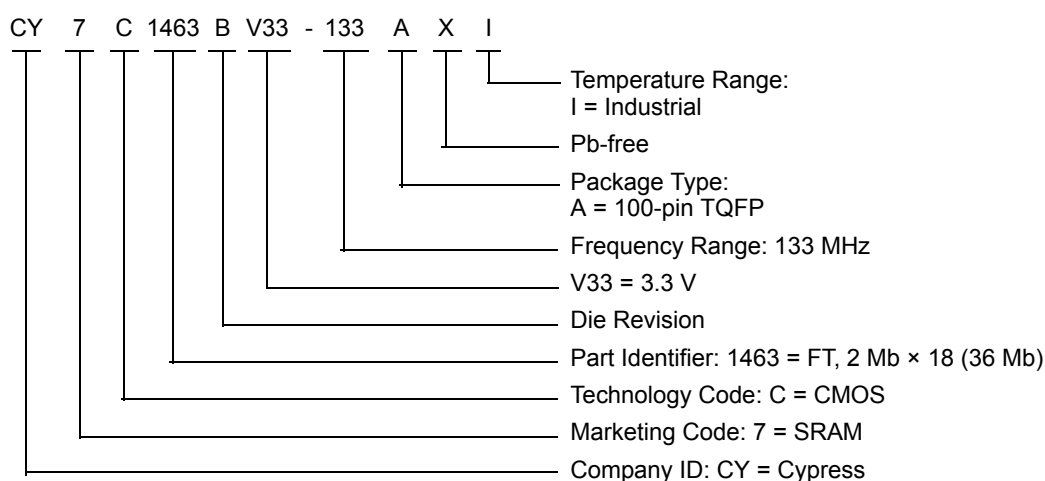 CY 7 C 1463 B V33 - 133 A X I
Temperature Range:
I = Industrial
Pb-free
Package Type:
A = 100-pin TQFP
Frequency Range: 133 MHz
V33 = 3.3 V
Die Revision
Part Identifier: 1463 = FT, 2 Mb × 18 (36 Mb)
Technology Code: C = CMOS
Marketing Code: 7 = SRAM
Company ID: CY = Cypress